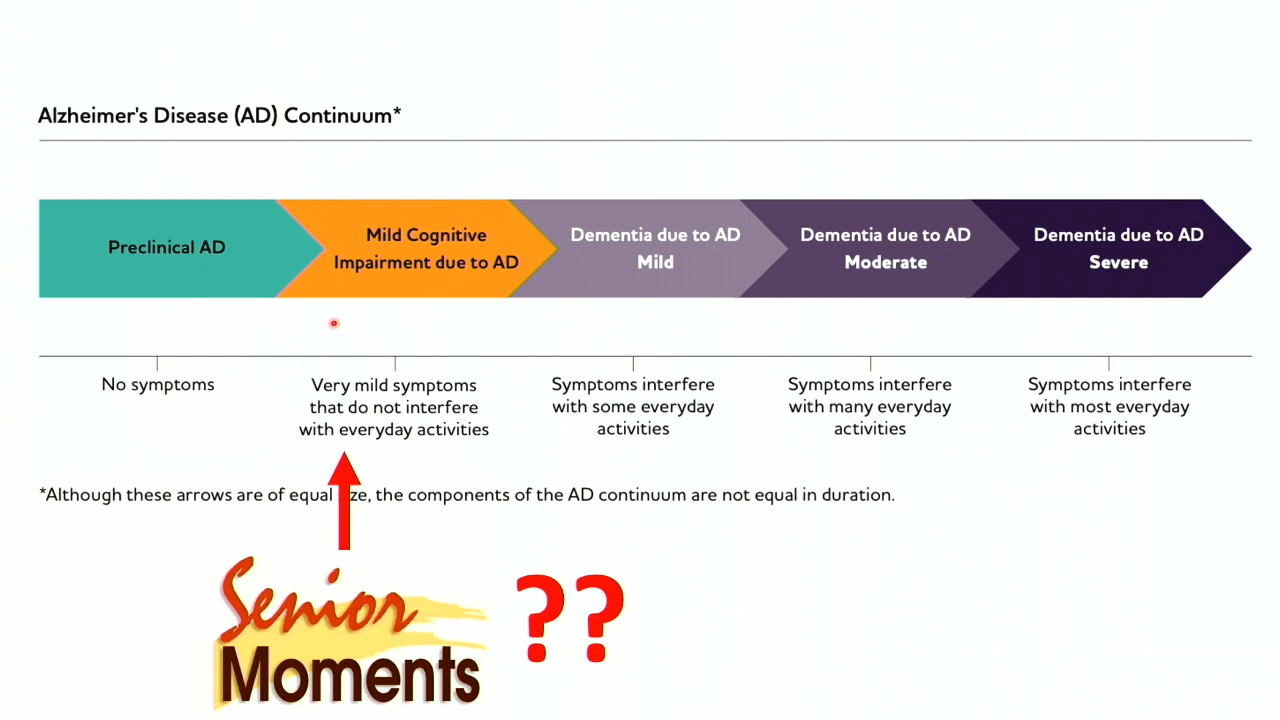 Alzheimer's Disease (AD) Continuum*
Preclinical AD
Mild Cognitive
Impairment due to AD
Dementia due to AD
Mild
Dementia due to AD
Moderate
Dementia due to AD
Severe
No symptoms
Very mild symptoms
that do not interfere
with everyday activities
Symptoms interfere
with some everyday
activities
Symptoms interfere
with many everyday
activities
Symptoms interfere
with most everyday
activities
*Although these arrows are of equal size, the components of the AD continuum are not equal in duration.
Senior
Moments
??